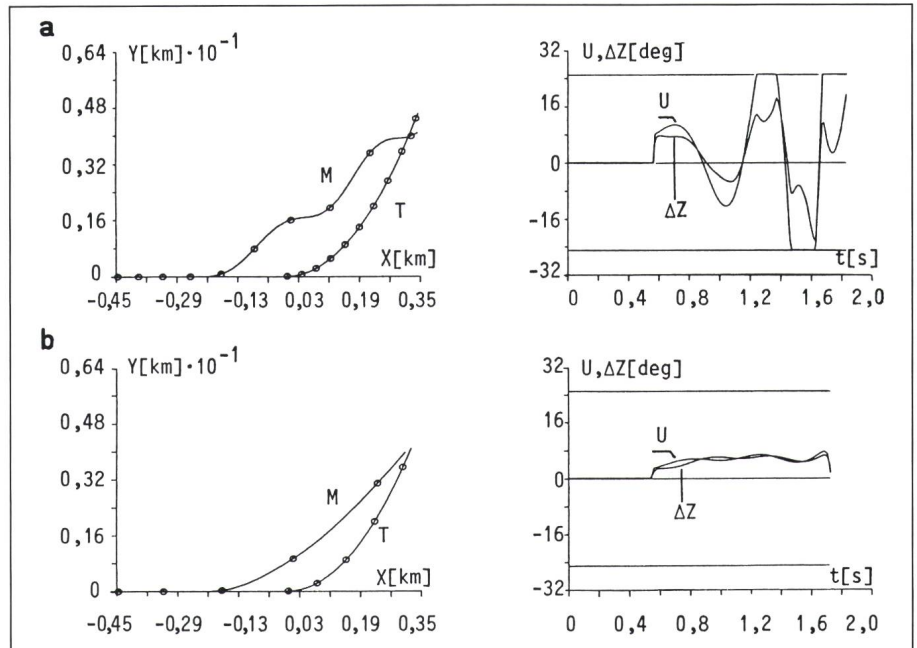 a
Y[km]·10⁻¹
0,64
0,48
0,32
0,16
0
M
T
X[km]
-0,45 -0,29 -0,13 0,03 0,19 0,35
U,ΔZ[deg]
32
16
0
-16
-32
U
ΔZ
t[s]
0 0,4 0,8 1,2 1,6 2,0
b
Y[km]·10⁻¹
0,64
0,48
0,32
0,16
0
M
T
X[km]
-0,45 -0,29 -0,13 0,03 0,19 0,35
U,ΔZ[deg]
32
16
0
-16
-32
U
ΔZ
t[s]
0 0,4 0,8 1,2 1,6 2,0